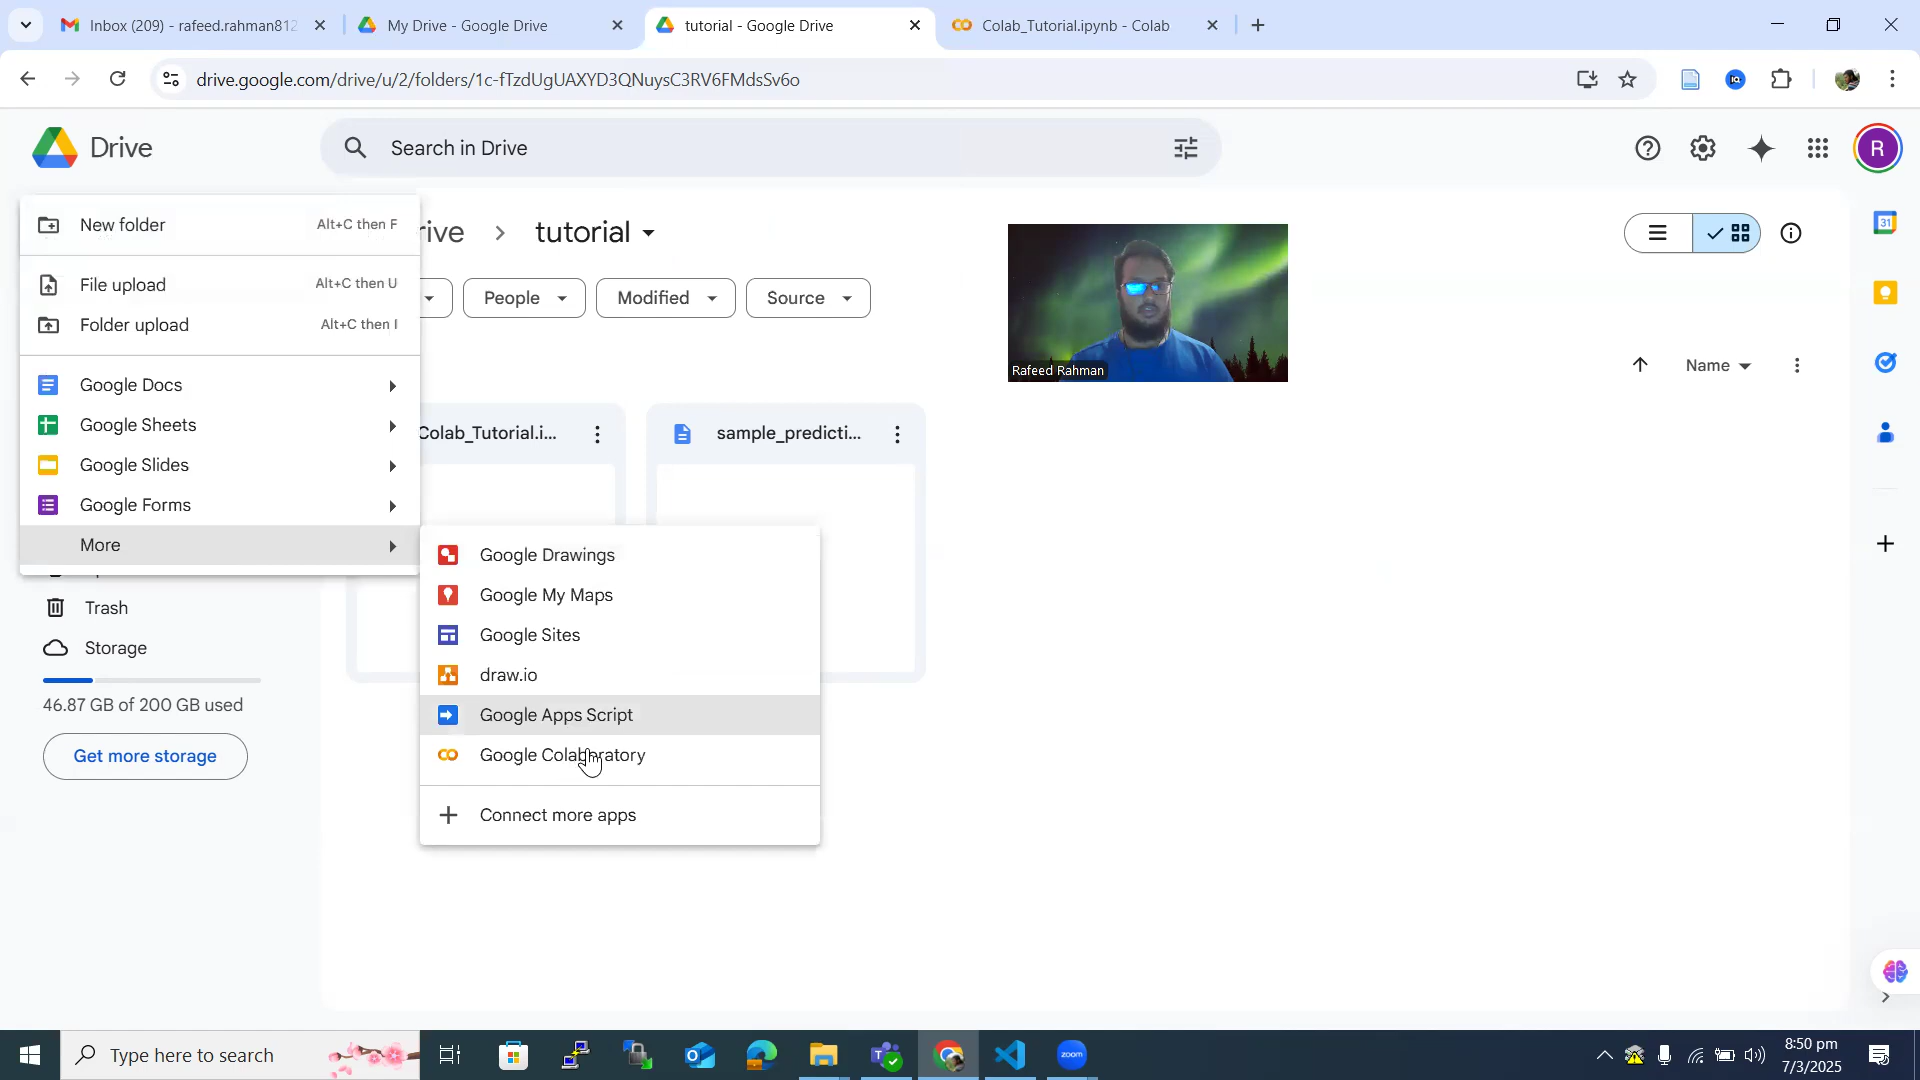 Inbox (209) - rafeed.rahman812
My Drive - Google Drive
tutorial - Google Drive
Colab_Tutorial.ipynb - Colab
drive.google.com/drive/u/2/folders/1c-fTzdUgUAXYD3QNuysC3RV6FMdsSv6o
Drive
Search in Drive
R
New folder Alt+C then F
File upload Alt+C then U
Folder upload Alt+C then I
Google Docs
Google Sheets
Google Slides
Google Forms
More
rive > tutorial
People
Modified
Source
31
Rafeed Rahman
Name
Colab_Tutorial.i...
sample_predicti...
Google Drawings
Google My Maps
Google Sites
draw.io
Google Apps Script
Google Colaboratory
Connect more apps
Trash
Storage
46.87 GB of 200 GB used
Get more storage
Type here to search
zoom
8:50 pm
7/3/2025